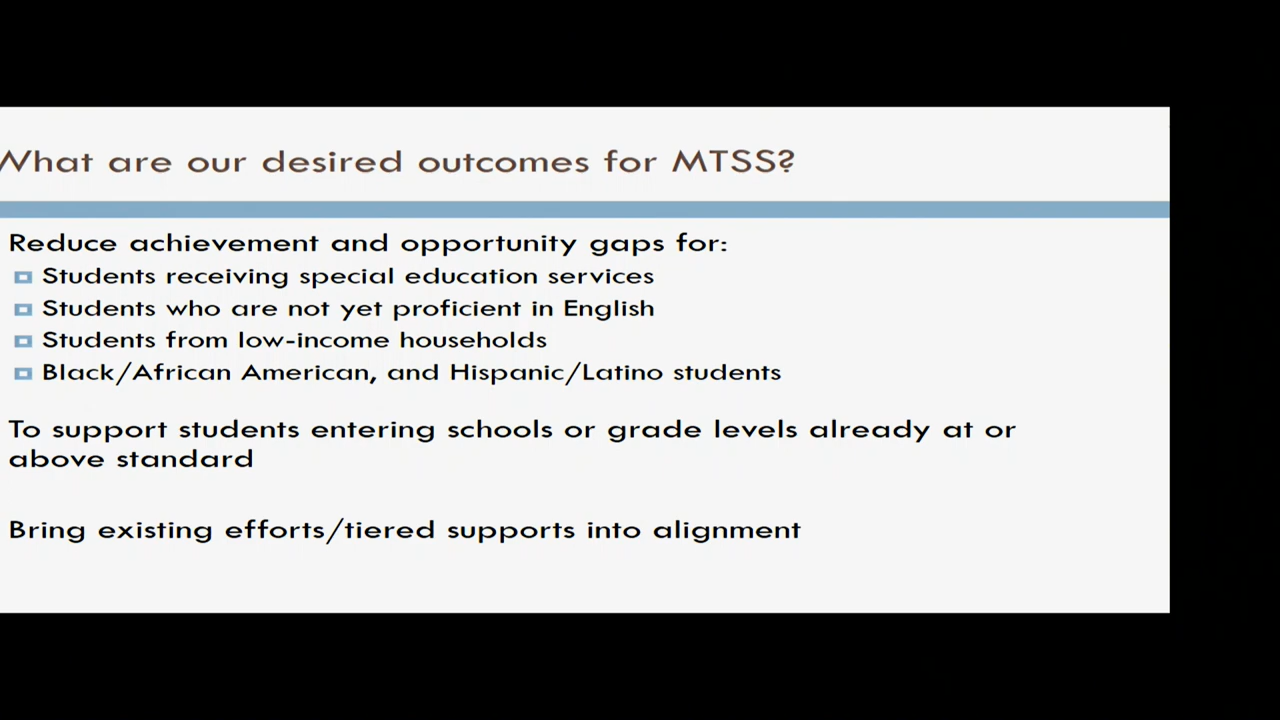 What are our desired outcomes for MTSS?
Reduce achievement and opportunity gaps for:
Students receiving special education services
Students who are not yet proficient in English
Students from low-income households
Black/African American, and Hispanic/Latino students
To support students entering schools or grade levels already at or
above standard
Bring existing efforts/tiered supports into alignment